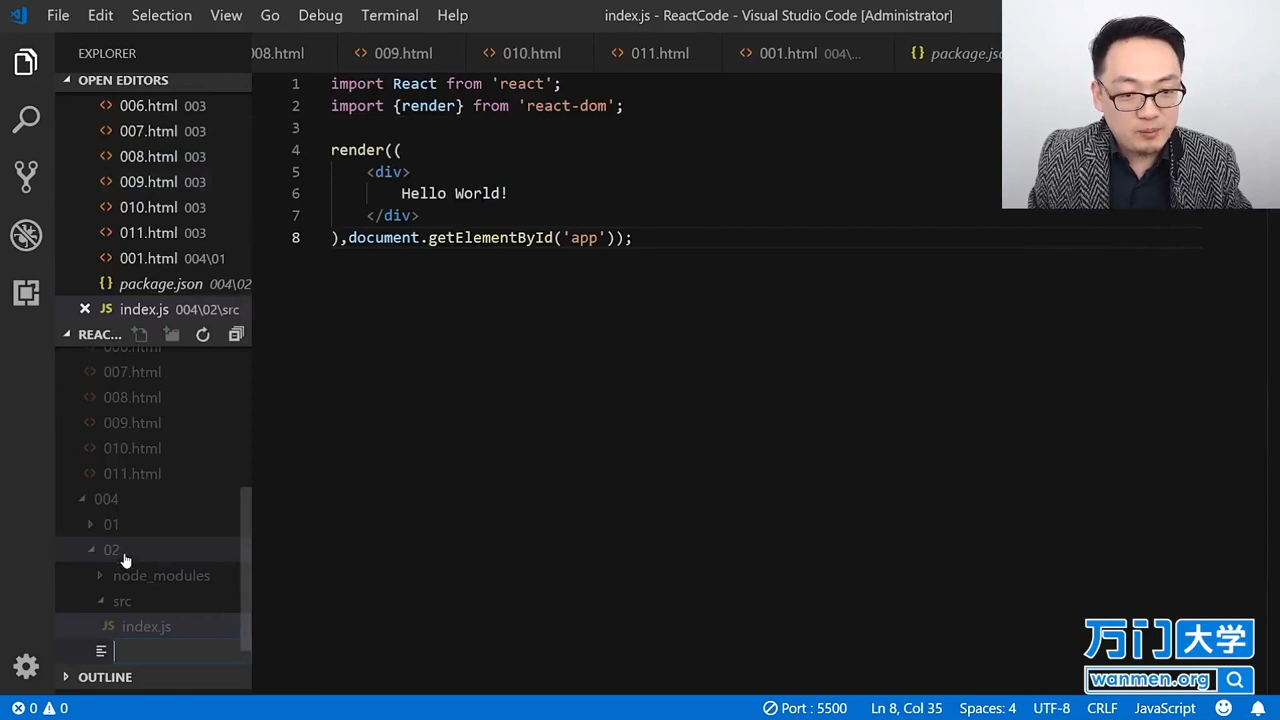 File Edit Selection View Go Debug Terminal Help
index.js - ReactCode - Visual Studio Code [Administrator]
EXPLORER
OPEN EDITORS
006.html 003
007.html 003
008.html 003
009.html 003
010.html 003
011.html 003
001.html 004\01
package.json 004\02
index.js 004\02\src
REAC...
006.html
007.html
008.html
009.html
010.html
011.html
004
01
02
node_modules
src
index.js
OUTLINE
008.html 009.html 010.html 011.html 001.html 004\... package.jso
1 import React from 'react';
2 import {render} from 'react-dom';
3
4 render((
5 <div>
6 Hello World!
7 </div>
8 ),document.getElementById('app'));
万门大学
wanmen.org
0 0 Port : 5500 Ln 8, Col 35 Spaces: 4 UTF-8 CRLF JavaScript